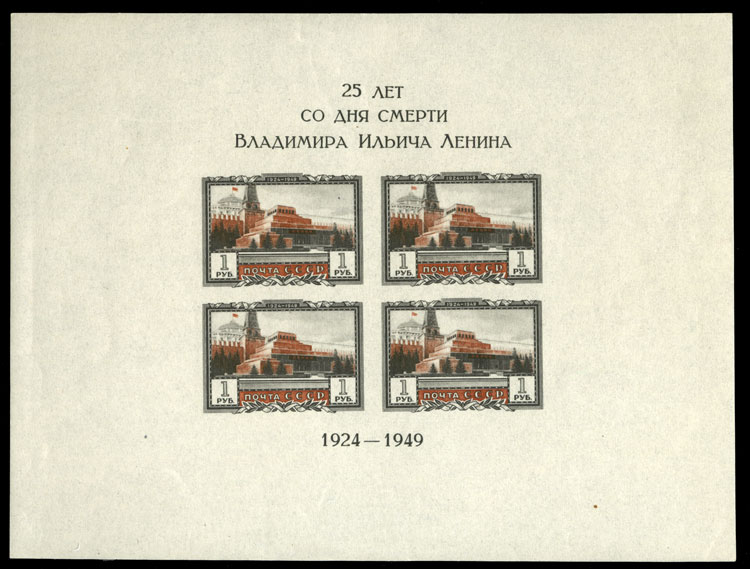 25 ЛЕТ
СО ДНЯ СМЕРТИ
ВЛАДИМИРА ИЛЬИЧА ЛЕНИНА
1924-1949
1924-1949
1 РУБ. ПОЧТА СССР 1 РУБ.
1 РУБ. ПОЧТА СССР 1 РУБ.
1924-1949
1924-1949
1 РУБ. ПОЧТА СССР 1 РУБ.
1 РУБ. ПОЧТА СССР 1 РУБ.
1924—1949